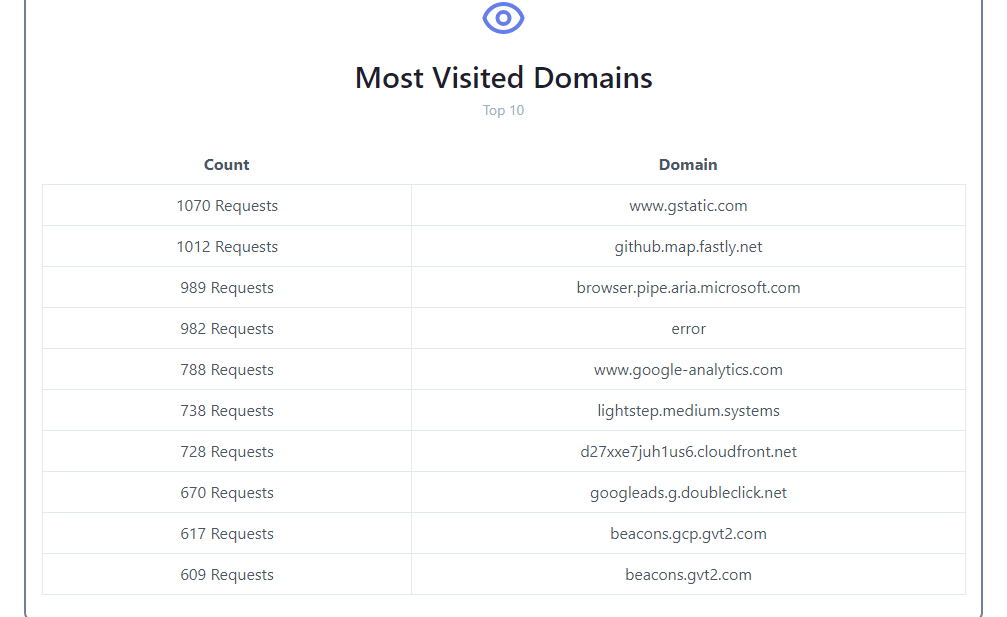 Most Visited Domains
Top 10
Count Domain
1070 Requests www.gstatic.com
1012 Requests github.map.fastly.net
989 Requests browser.pipe.aria.microsoft.com
982 Requests error
788 Requests www.google-analytics.com
738 Requests lightstep.medium.systems
728 Requests d27xxe7juh1us6.cloudfront.net
670 Requests googleads.g.doubleclick.net
617 Requests beacons.gcp.gvt2.com
609 Requests beacons.gvt2.com